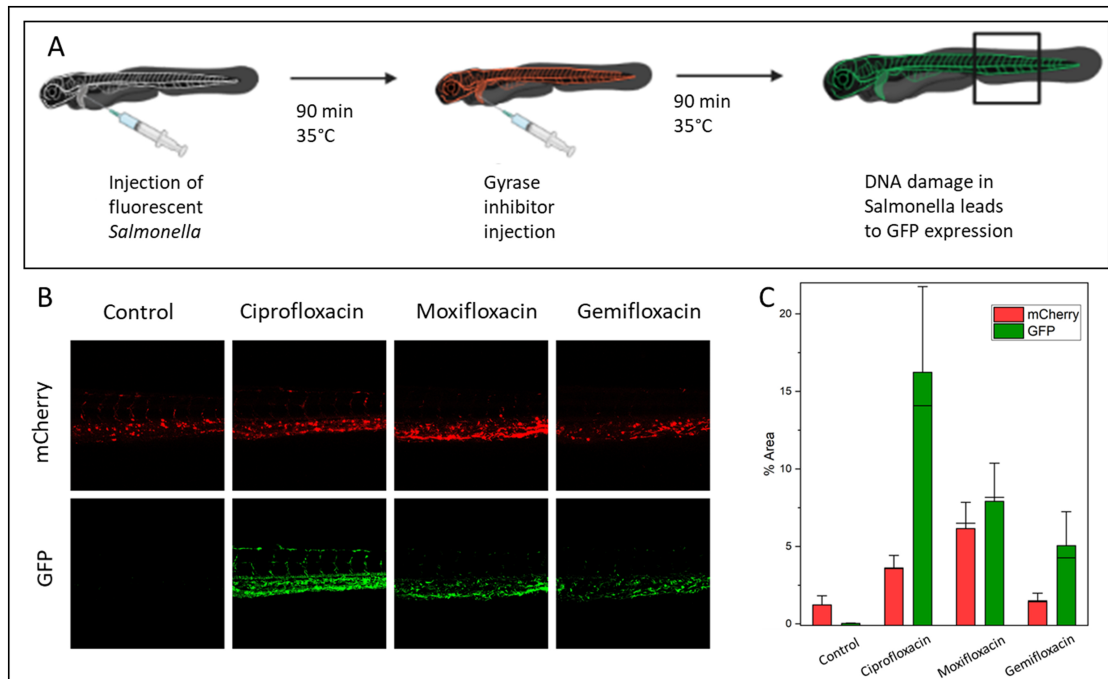 A
90 min
35°C
90 min
35°C
Injection of
fluorescent
Salmonella
Gyrase
inhibitor
injection
DNA damage in
Salmonella leads
to GFP expression
B
Control
Ciprofloxacin
Moxifloxacin
Gemifloxacin
mCherry
GFP
C
mCherry
GFP
% Area
20
15
10
5
0
Control
Ciprofloxacin
Moxifloxacin
Gemifloxacin